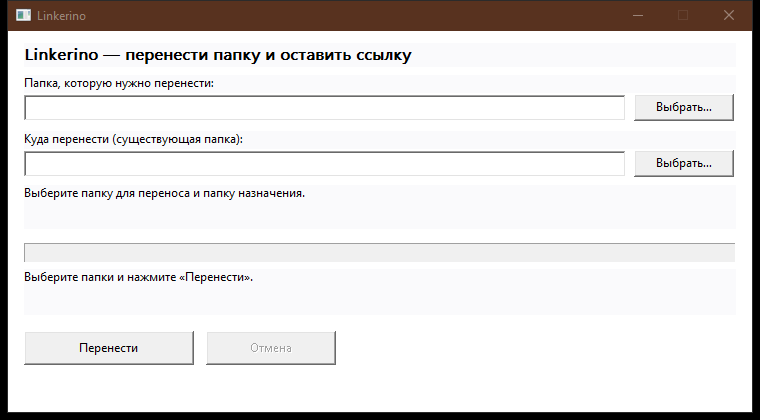 Linkerino
Linkerino — перенести папку и оставить ссылку
Папка, которую нужно перенести:
Выбрать...
Куда перенести (существующая папка):
Выбрать...
Выберите папку для переноса и папку назначения.
Выберите папки и нажмите «Перенести».
Перенести
Отмена